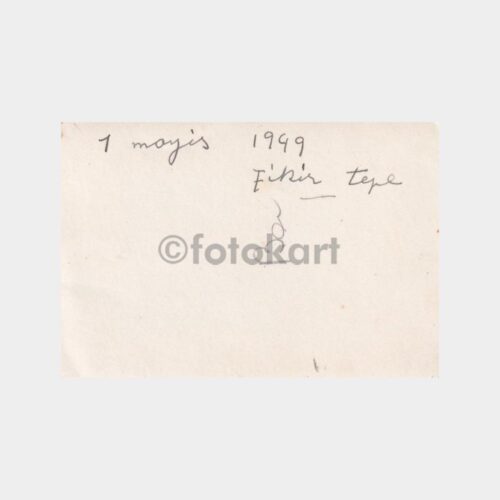 1 mayis 1949
Fikir _ tepe
©fotokart